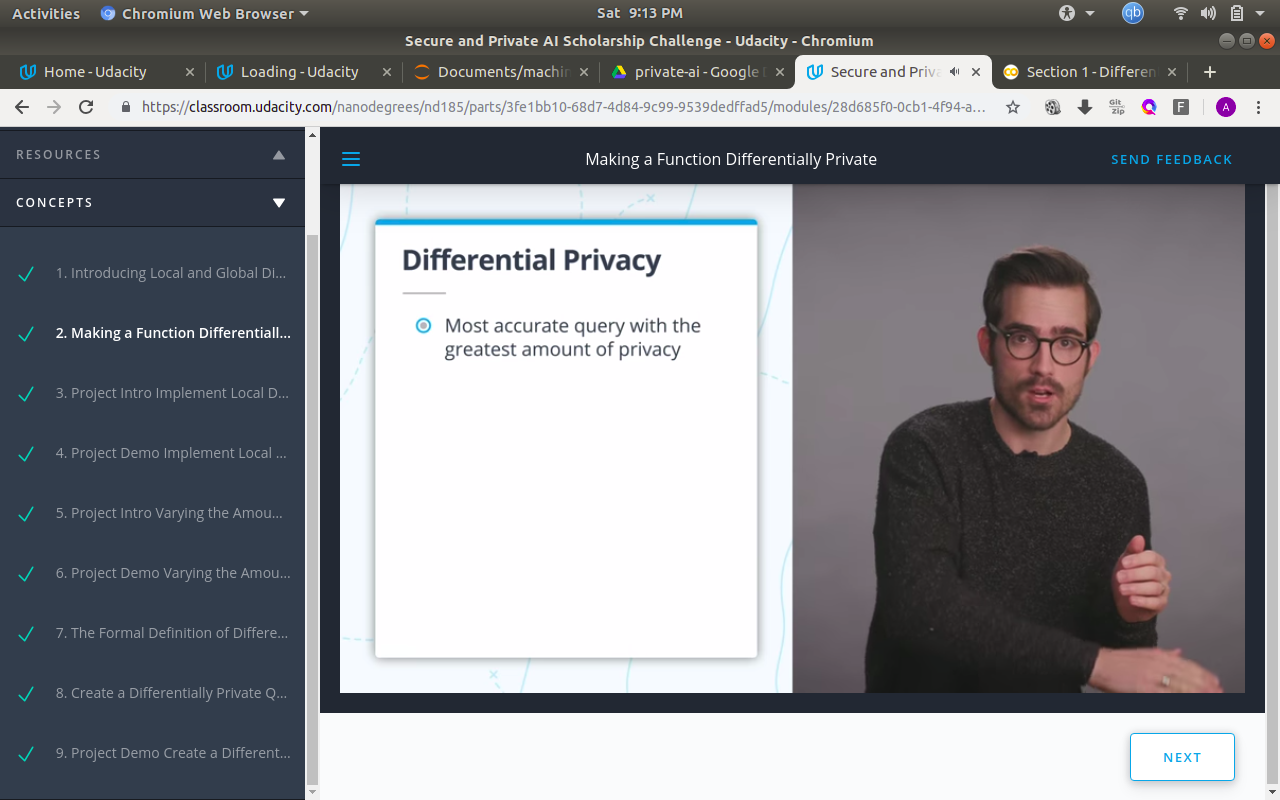 Activities Chromium Web Browser Sat 9:13 PM qb
Secure and Private AI Scholarship Challenge - Udacity - Chromium
Home - Udacity × Loading - Udacity × Documents/machin × private-ai - Google D × Secure and Priva × Section 1 - Differen × +
https://classroom.udacity.com/nanodegrees/nd185/parts/3fe1bb10-68d7-4d84-9c99-9539dedffad5/modules/28d685f0-0cb1-4f94-a... Git Zip F A
RESOURCES
Making a Function Differentially Private
SEND FEEDBACK
CONCEPTS
1. Introducing Local and Global Di...
2. Making a Function Differentiall...
3. Project Intro Implement Local D...
4. Project Demo Implement Local ...
5. Project Intro Varying the Amou...
6. Project Demo Varying the Amou...
7. The Formal Definition of Differe...
8. Create a Differentially Private Q...
9. Project Demo Create a Different...
Differential Privacy
Most accurate query with the
greatest amount of privacy
NEXT